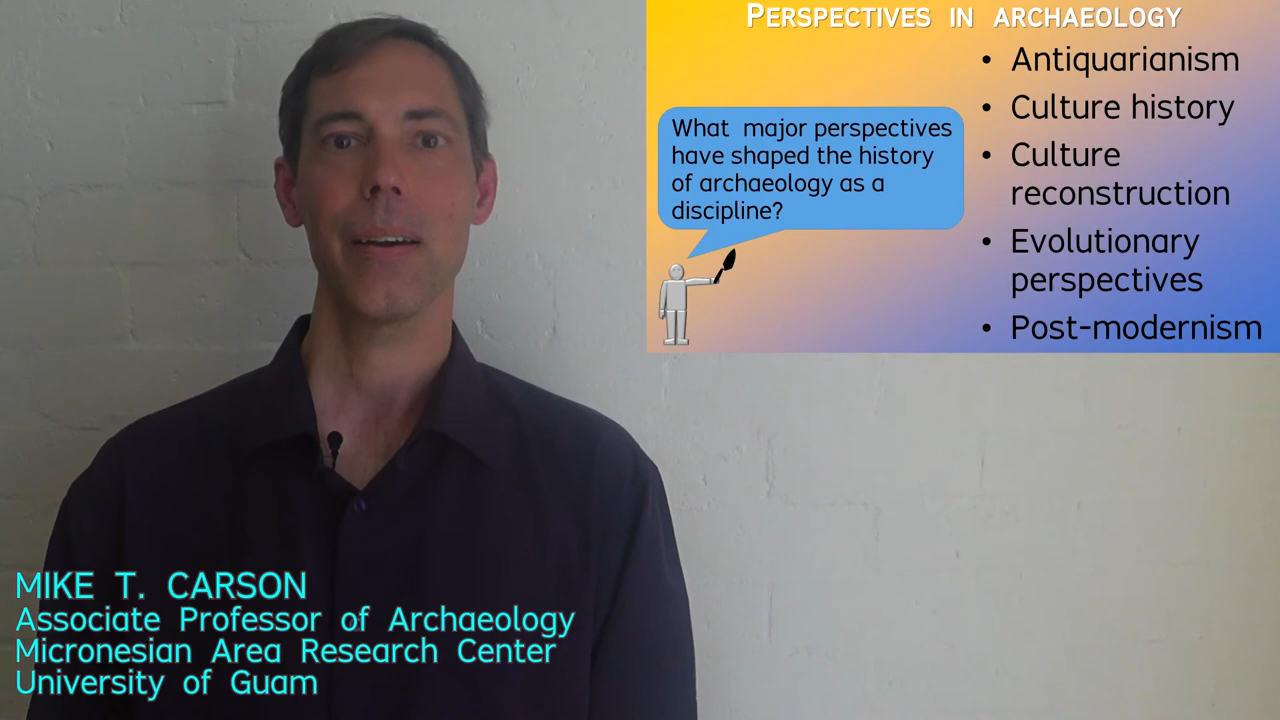 PERSPECTIVES IN ARCHAEOLOGY
What major perspectives
have shaped the history
of archaeology as a
discipline?
• Antiquarianism
• Culture history
• Culture
reconstruction
• Evolutionary
perspectives
• Post-modernism
MIKE T. CARSON
Associate Professor of Archaeology
Micronesian Area Research Center
University of Guam